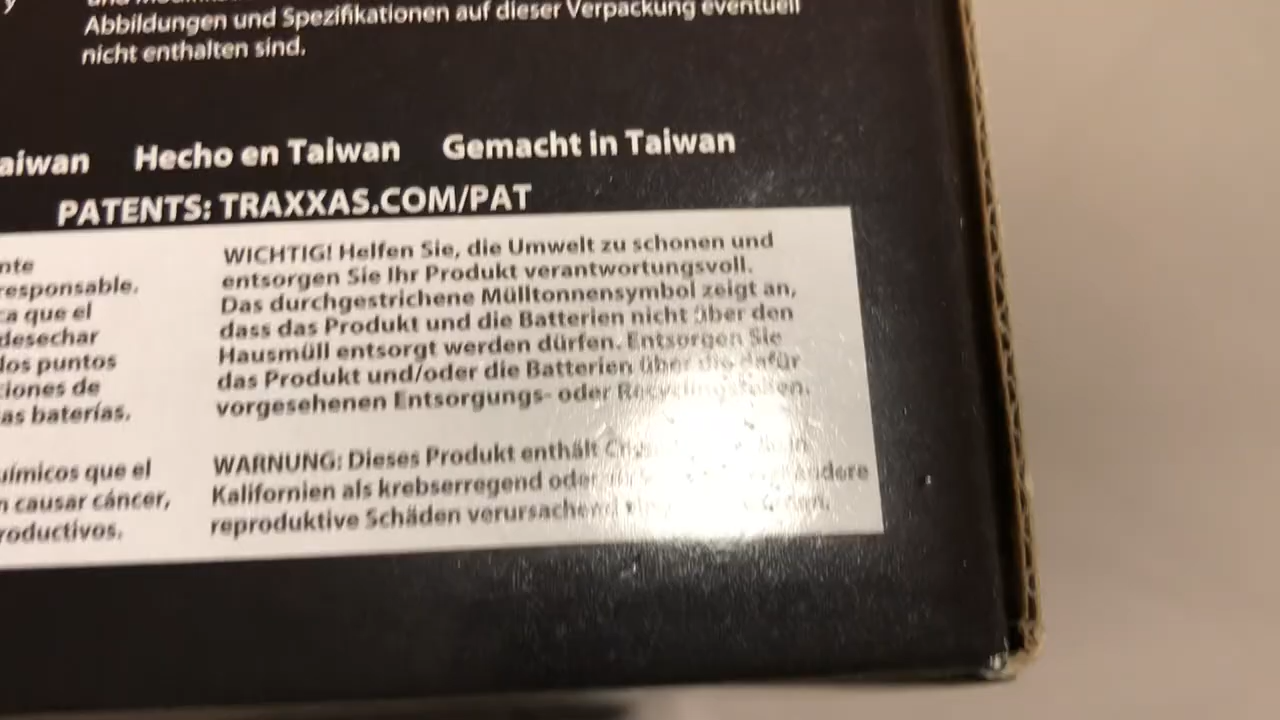 Abbildungen und Spezifikationen auf dieser Verpackung eventuell
nicht enthalten sind.
aiwan Hecho en Taiwan Gemacht in Taiwan
PATENTS: TRAXXAS.COM/PAT
nte
responsable.
ca que el
desechar
los puntos
ciones de
as baterías.
uímicos que el
n causar cáncer,
roductivos.
WICHTIG! Helfen Sie, die Umwelt zu schonen und
entsorgen Sie Ihr Produkt verantwortungsvoll.
Das durchgestrichene Mülltonnensymbol zeigt an,
dass das Produkt und die Batterien nicht über den
Hausmüll entsorgt werden dürfen. Entsorgen Sie
das Produkt und/oder die Batterien über die dafür
vorgesehenen Entsorgungs- oder
WARNUNG: Dieses Produkt enthält
Kalifornien als krebserregend oder andere
reproduktive Schäden verursachend